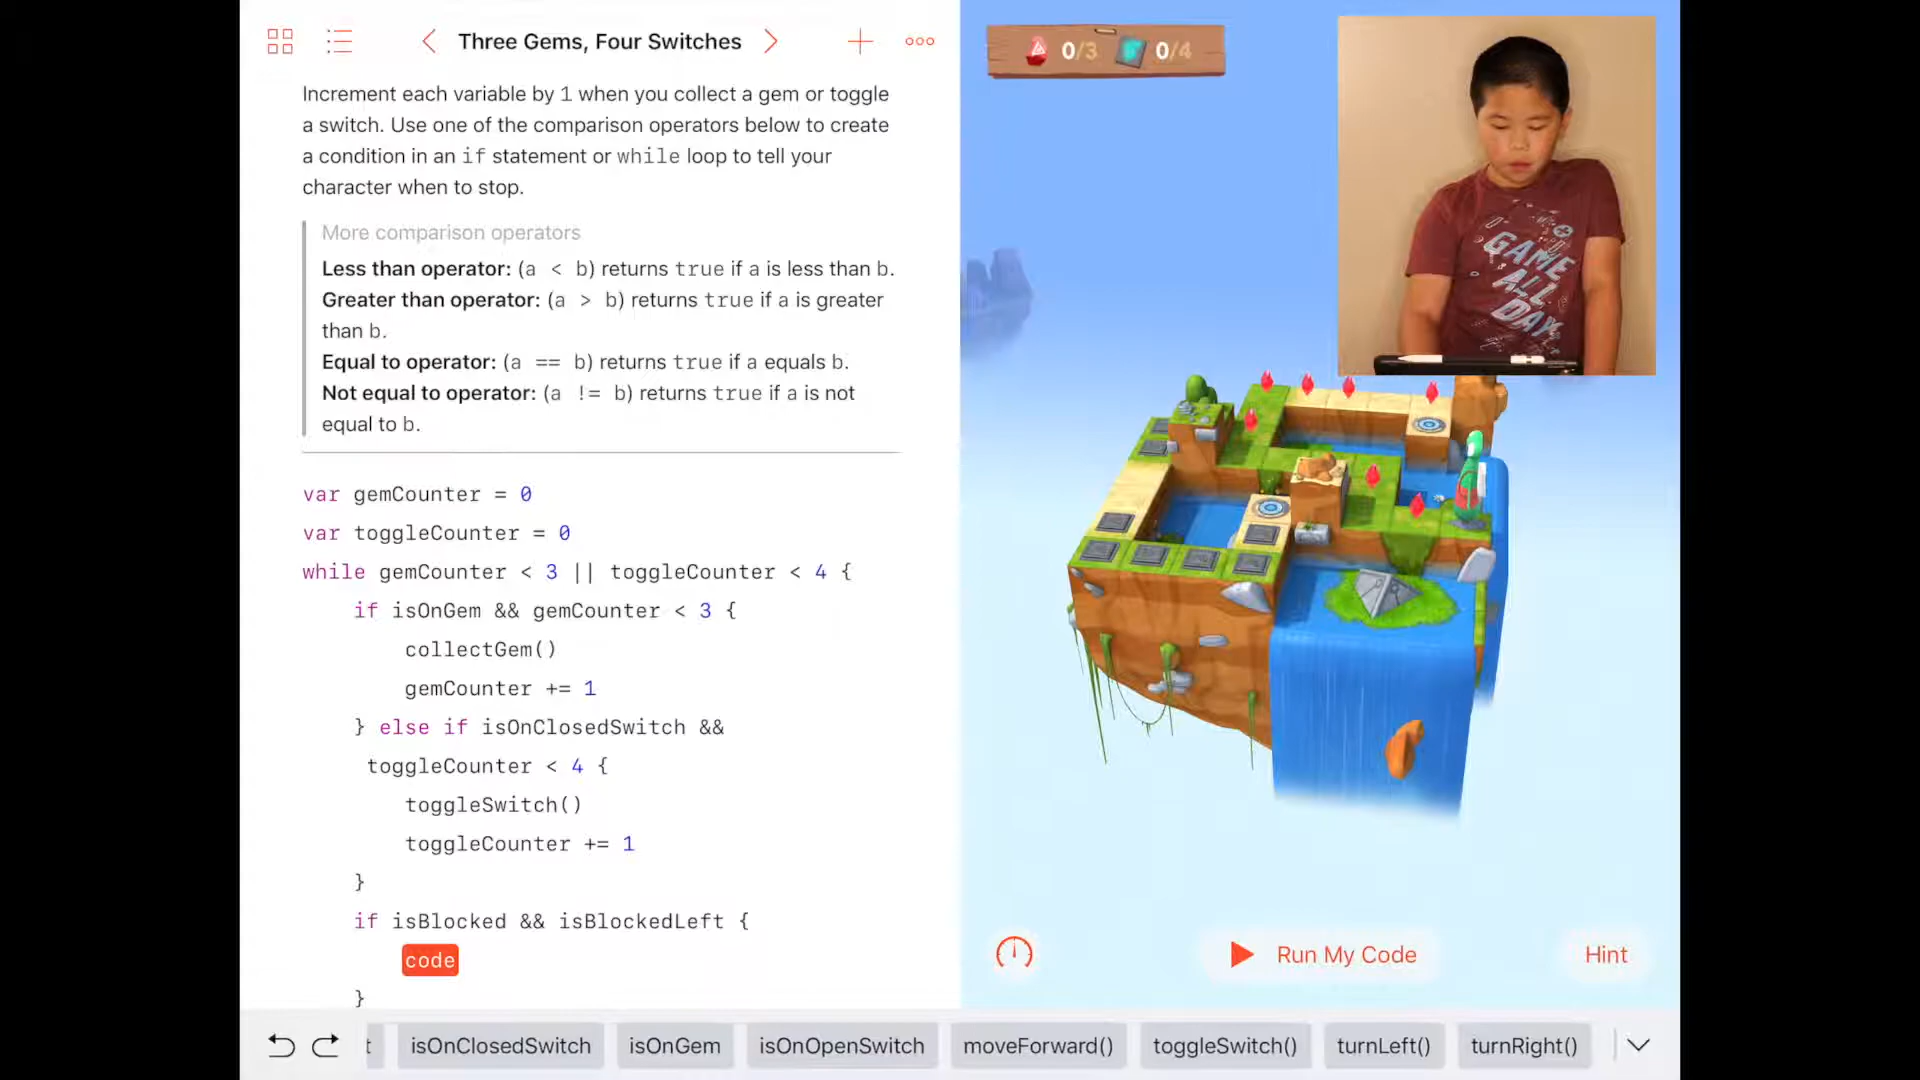 Three Gems, Four Switches
Increment each variable by 1 when you collect a gem or toggle
a switch. Use one of the comparison operators below to create
a condition in an if statement or while loop to tell your
character when to stop.
More comparison operators
Less than operator: (a < b) returns true if a is less than b.
Greater than operator: (a > b) returns true if a is greater
than b.
Equal to operator: (a == b) returns true if a equals b.
Not equal to operator: (a != b) returns true if a is not
equal to b.
var gemCounter = 0
var toggleCounter = 0
while gemCounter < 3 || toggleCounter < 4 {
if isOnGem && gemCounter < 3 {
collectGem()
gemCounter += 1
} else if isOnClosedSwitch &&
toggleCounter < 4 {
toggleSwitch()
toggleCounter += 1
}
if isBlocked && isBlockedLeft {
code
}
t isOnClosedSwitch isOnGem isOnOpenSwitch moveForward() toggleSwitch() turnLeft() turnRight()
0/3 0/4
GAME
ALL
DAY
Run My Code
Hint